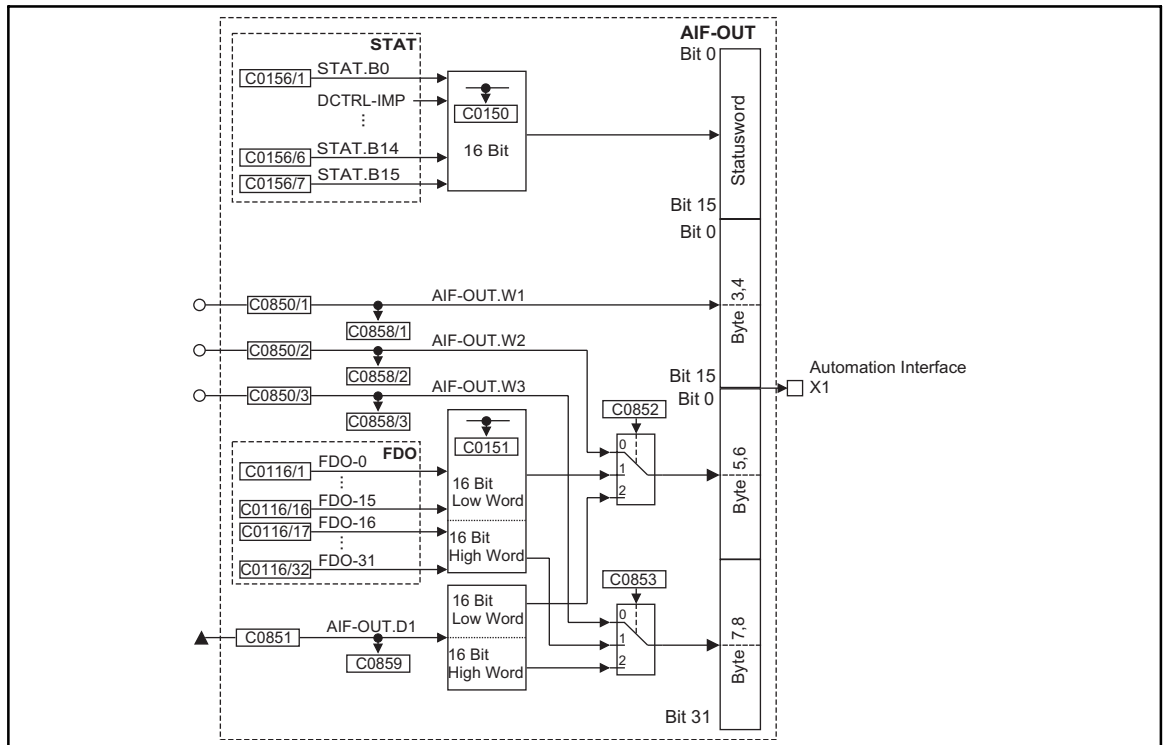 AIF-OUT
STAT
Bit 0
C0156/1
STAT.B0
DCTRL-IMP
C0150
C0156/6
STAT.B14
16 Bit
C0156/7
STAT.B15
Statusword
Bit 15
Bit 0
C0850/1
AIF-OUT.W1
C0858/1
Byte 3,4
C0850/2
AIF-OUT.W2
C0858/2
Bit 15
Automation Interface
X1
C0850/3
AIF-OUT.W3
C0858/3
Bit 0
C0852
0
1
2
Byte 5,6
FDO
C0151
C0116/1
FDO-0
16 Bit
Low Word
C0116/16
FDO-15
C0116/17
FDO-16
16 Bit
High Word
C0116/32
FDO-31
C0853
0
1
2
Byte 7,8
16 Bit
Low Word
C0851
AIF-OUT.D1
C0859
16 Bit
High Word
Bit 31